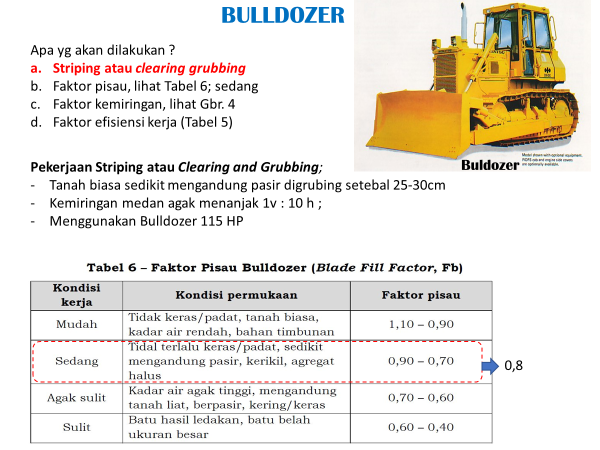 BULLDOZER
Apa yg akan dilakukan ?
a. Striping atau clearing grubbing
b. Faktor pisau, lihat Tabel 6; sedang
c. Faktor kemiringan, lihat Gbr. 4
d. Faktor efisiensi kerja (Tabel 5)
Buldozer
Model shown with optional equipment.
Pekerjaan Striping atau Clearing and Grubbing;
- Tanah biasa sedikit mengandung pasir digrubing setebal 25-30cm
- Kemiringan medan agak menanjak 1v : 10 h ;
- Menggunakan Bulldozer 115 HP
Tabel 6 – Faktor Pisau Bulldozer (Blade Fill Factor, Fb)
Kondisi kerja Kondisi permukaan Faktor pisau
Mudah Tidak keras/padat, tanah biasa, 1,10 – 0,90
kadar air rendah, bahan timbunan
Tidal terlalu keras/padat, sedikit
Sedang mengandung pasir, kerikil, agregat 0,90 – 0,70 0,8
halus
Agak sulit Kadar air agak tinggi, mengandung 0,70 – 0,60
tanah liat, berpasir, kering/keras
Sulit Batu hasil ledakan, batu belah 0,60 – 0,40
ukuran besar